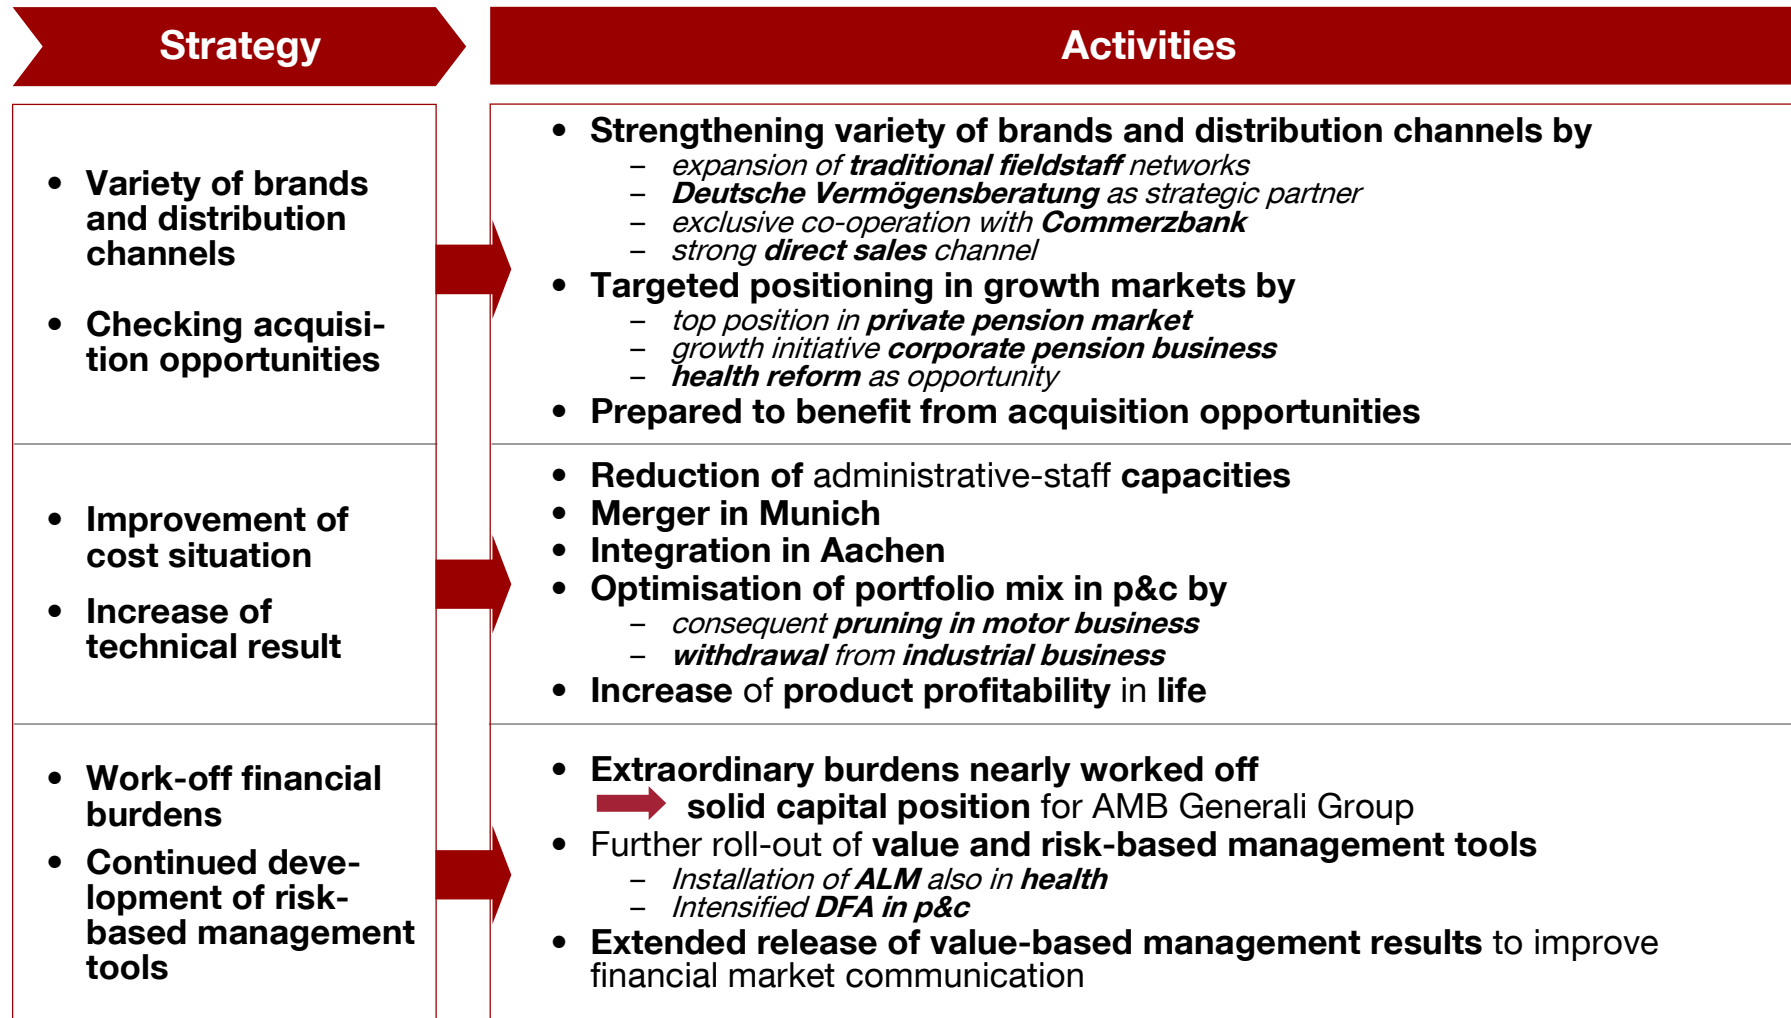 Strategy
Activities
• Variety of brands
and distribution
channels
• Checking acquisi-
tion opportunities
• Strengthening variety of brands and distribution channels by
– expansion of traditional fieldstaff networks
– Deutsche Vermögensberatung as strategic partner
– exclusive co-operation with Commerzbank
– strong direct sales channel
• Targeted positioning in growth markets by
– top position in private pension market
– growth initiative corporate pension business
– health reform as opportunity
• Prepared to benefit from acquisition opportunities
• Improvement of
cost situation
• Increase of
technical result
• Reduction of administrative-staff capacities
• Merger in Munich
• Integration in Aachen
• Optimisation of portfolio mix in p&c by
– consequent pruning in motor business
– withdrawal from industrial business
• Increase of product profitability in life
• Work-off financial
burdens
• Continued deve-
lopment of risk-
based management
tools
• Extraordinary burdens nearly worked off
solid capital position for AMB Generali Group
• Further roll-out of value and risk-based management tools
– Installation of ALM also in health
– Intensified DFA in p&c
• Extended release of value-based management results to improve
financial market communication